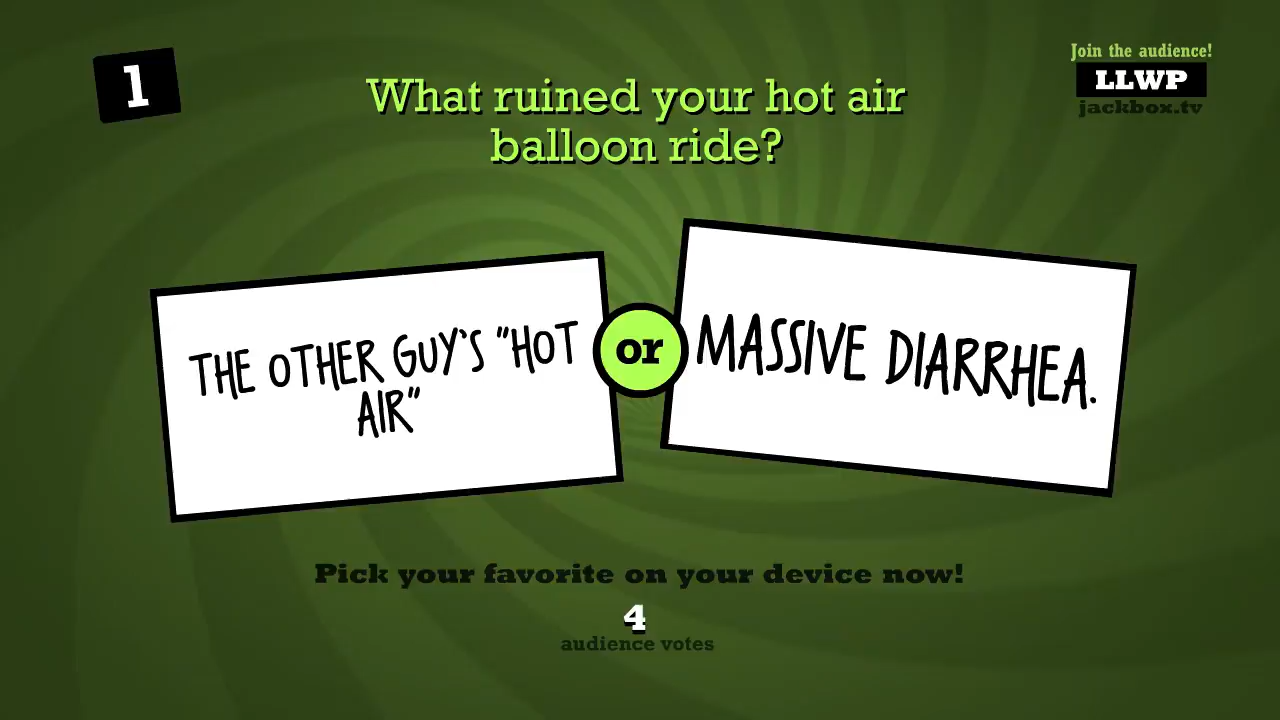 1
What ruined your hot air
balloon ride?
Join the audience!
LLWP
jackbox.tv
THE OTHER GUY'S "HOT
AIR"
or
MASSIVE DIARRHEA.
Pick your favorite on your device now!
4
audience votes